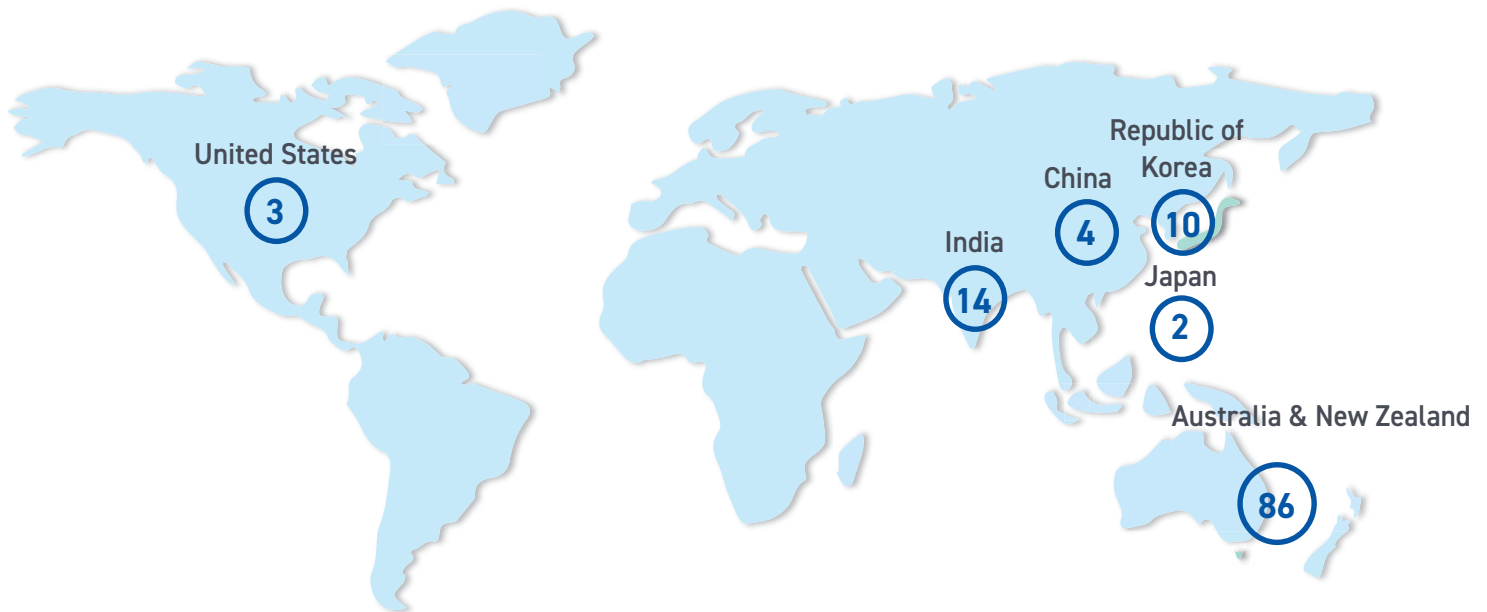 United States
3
Republic of
Korea
10
China
4
India
14
Japan
2
Australia & New Zealand
86